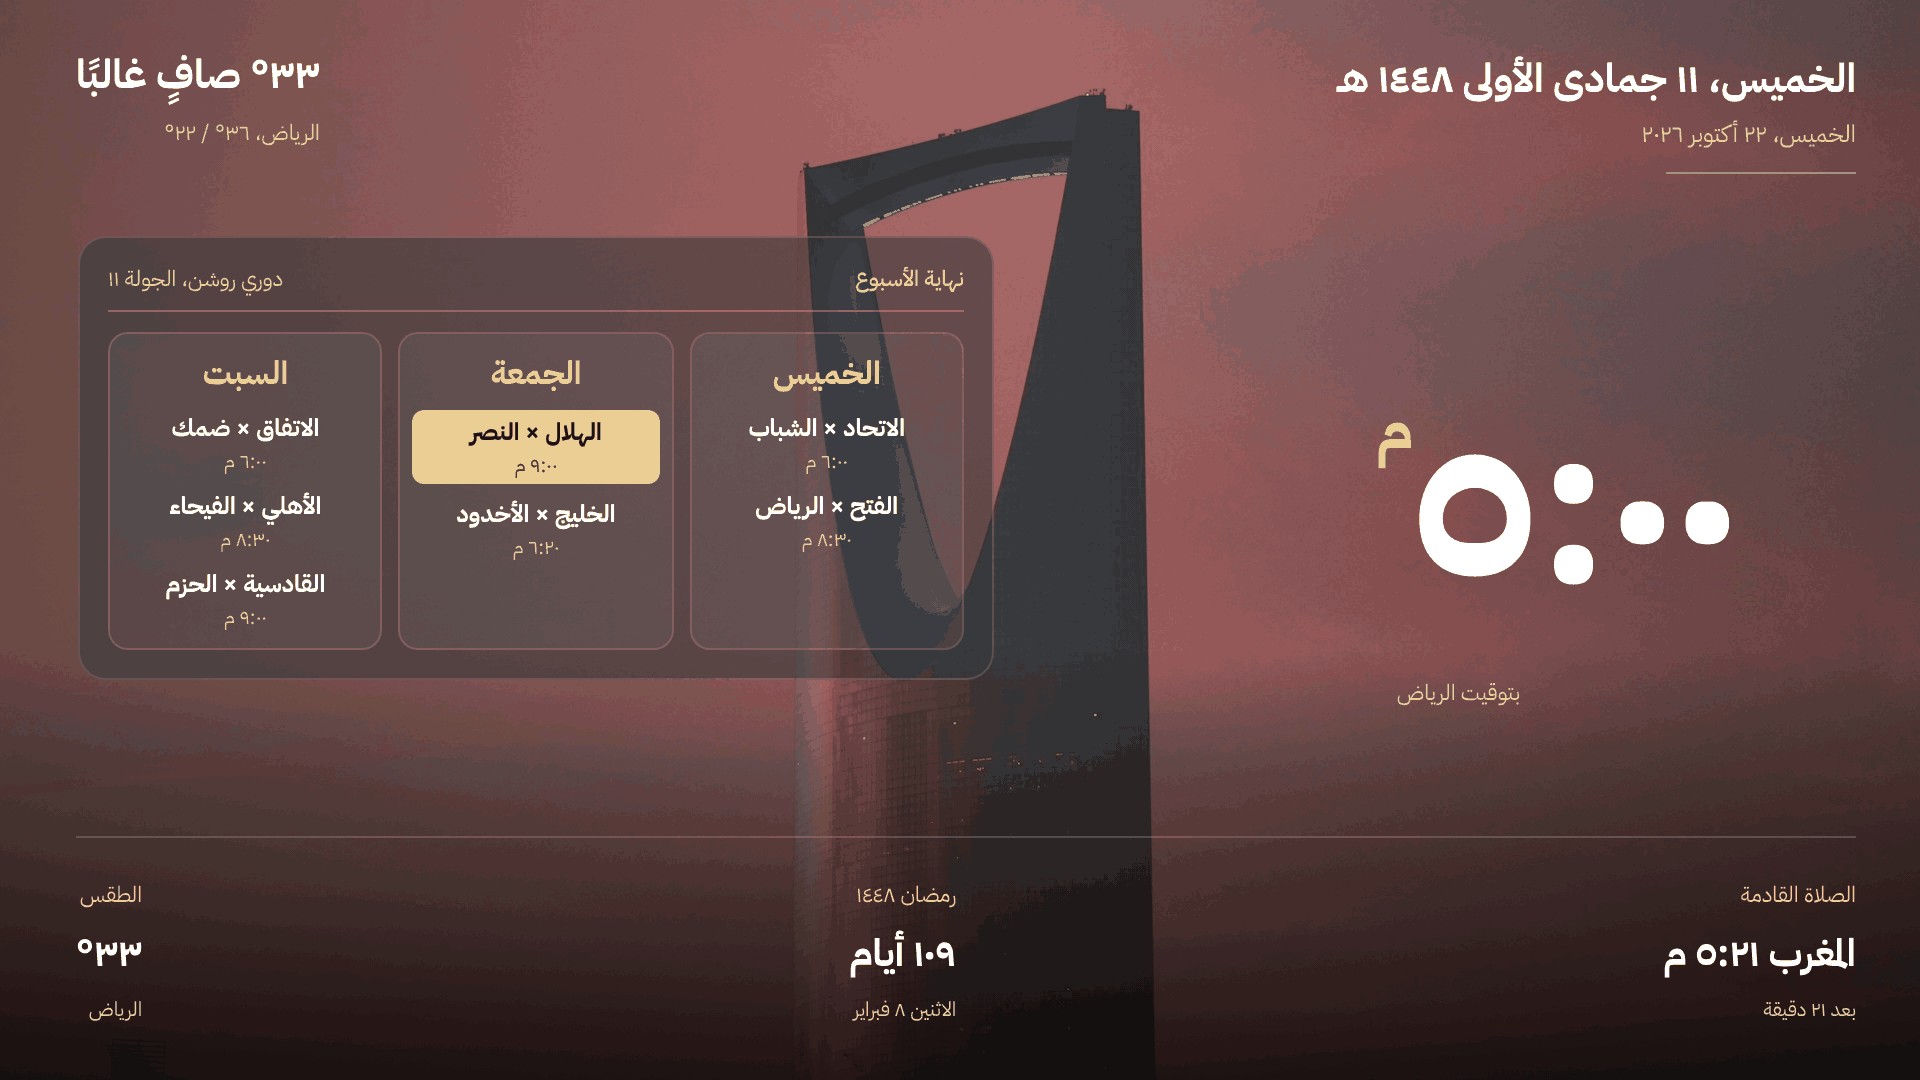 الخميس، ١١ جمادى الأولى ١٤٤٨ هـ
الخميس، ٢٢ أكتوبر ٢٠٢٦
٣٣° صافٍ غالبًا
الرياض، ٣٦° / ٢٢°
٥:٠٠ م
بتوقيت الرياض
نهاية الأسبوع
دوري روشن، الجولة ١١
الخميس
الاتحاد × الشباب
٦:٠٠ م
الفتح × الرياض
٨:٣٠ م
الجمعة
الهلال × النصر
٩:٠٠ م
الخليج × الأخدود
٦:٢٠ م
السبت
الاتفاق × ضمك
٦:٠٠ م
الأهلي × الفيحاء
٨:٣٠ م
القادسية × الحزم
٩:٠٠ م
الصلاة القادمة
المغرب ٥:٢١ م
بعد ٢١ دقيقة
رمضان ١٤٤٨
١٠٩ أيام
الاثنين ٨ فبراير
الطقس
٣٣°
الرياض